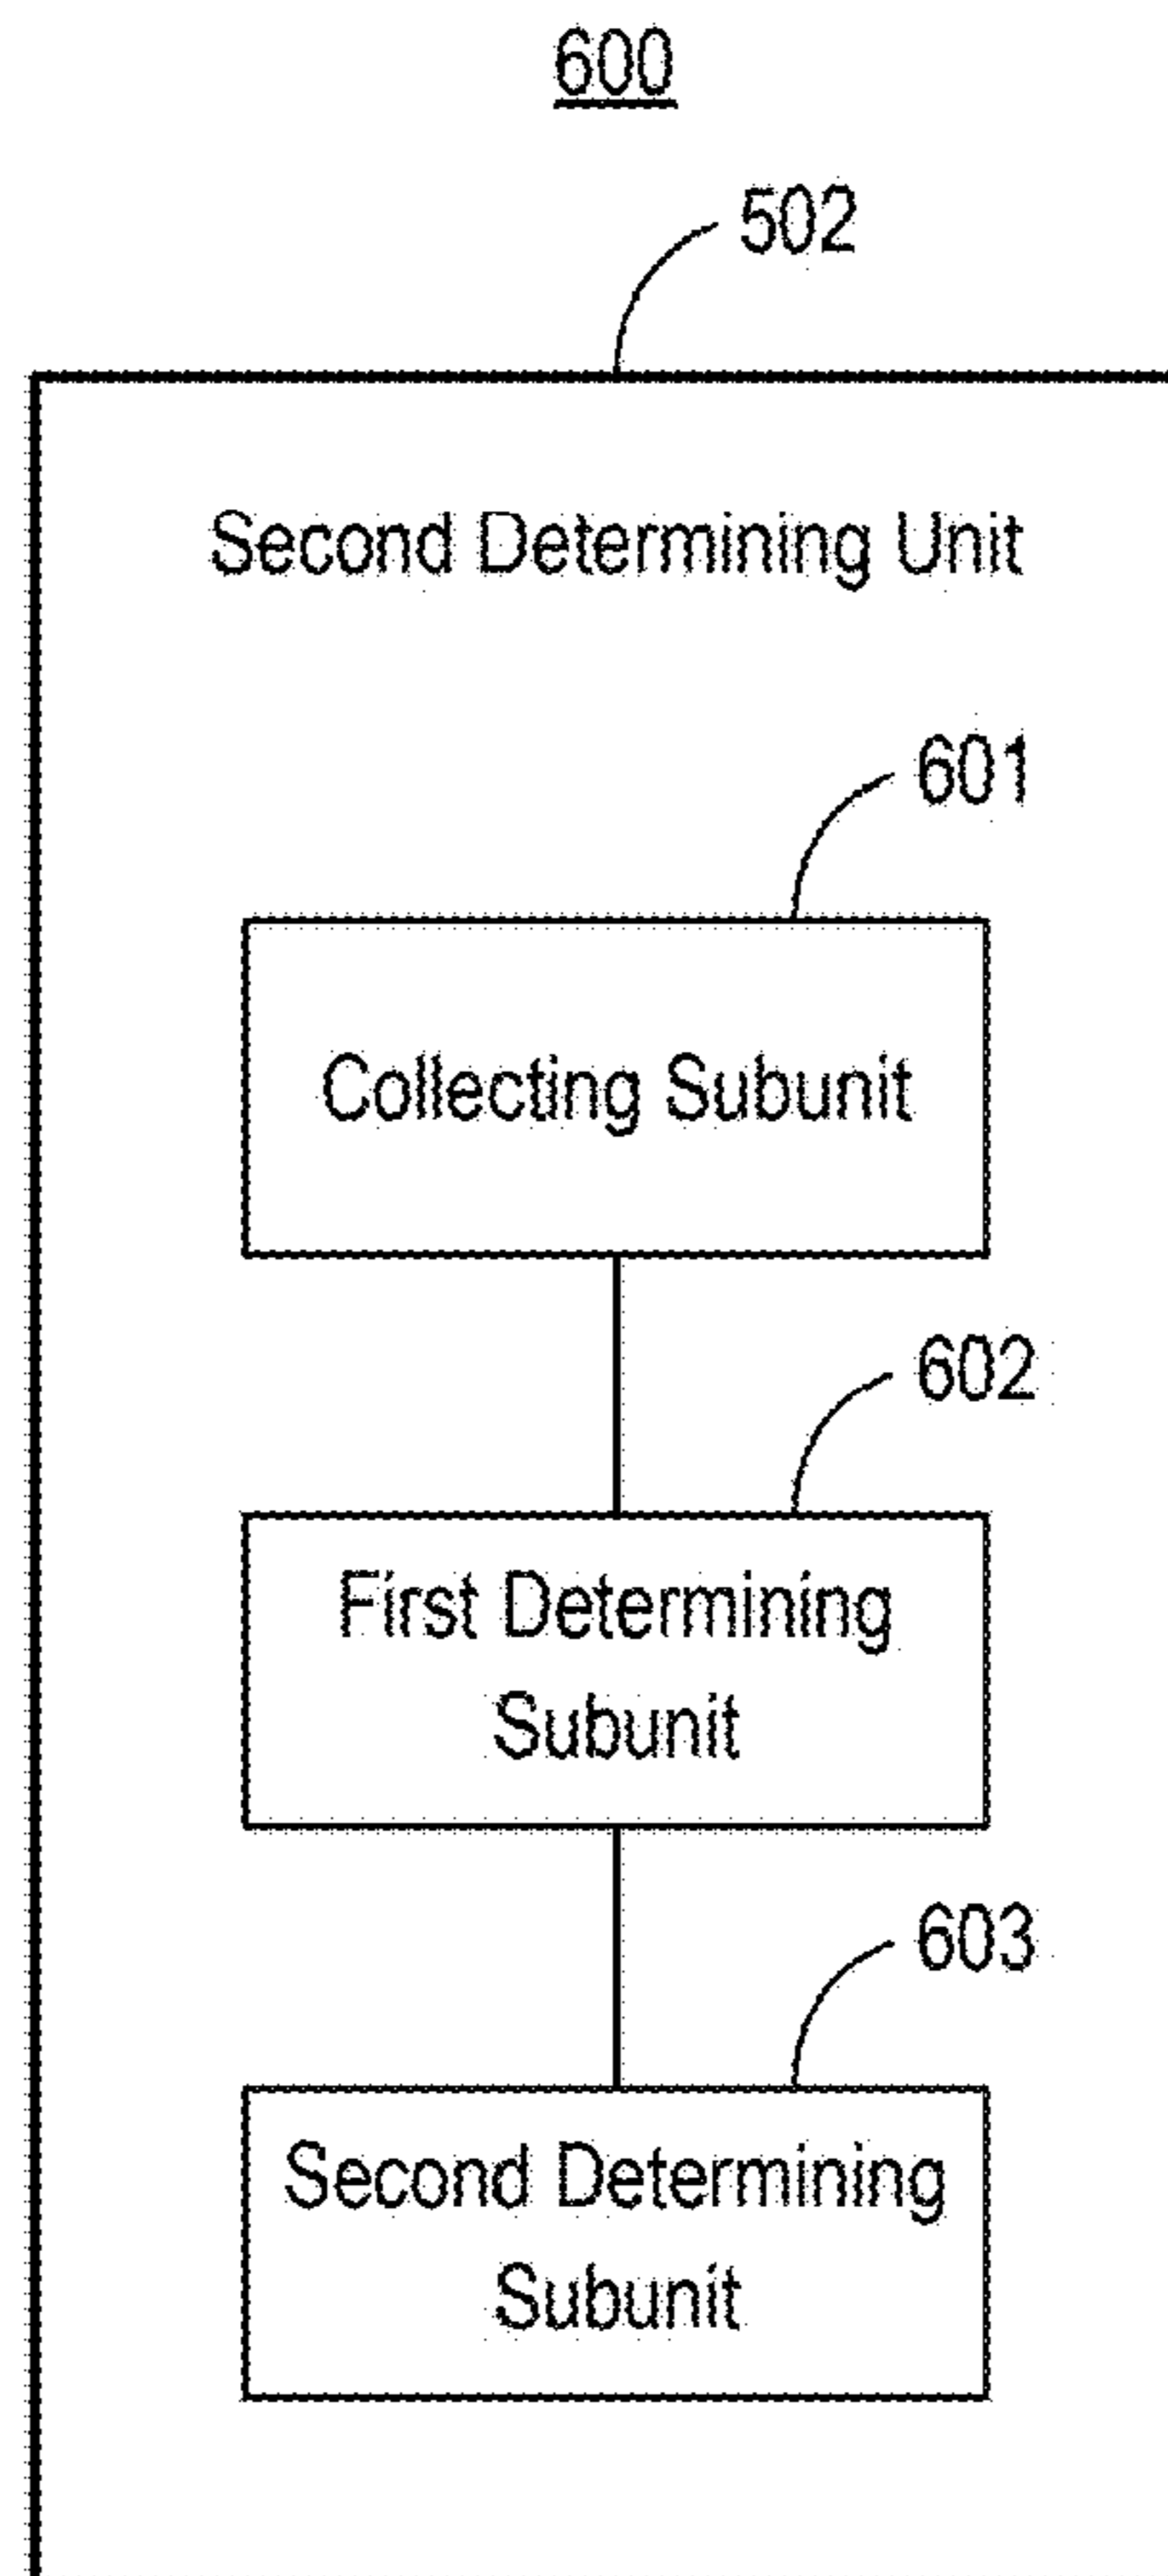 600
502
Second Determining Unit
601
Collecting Subunit
602
First Determining
Subunit
603
Second Determining
Subunit